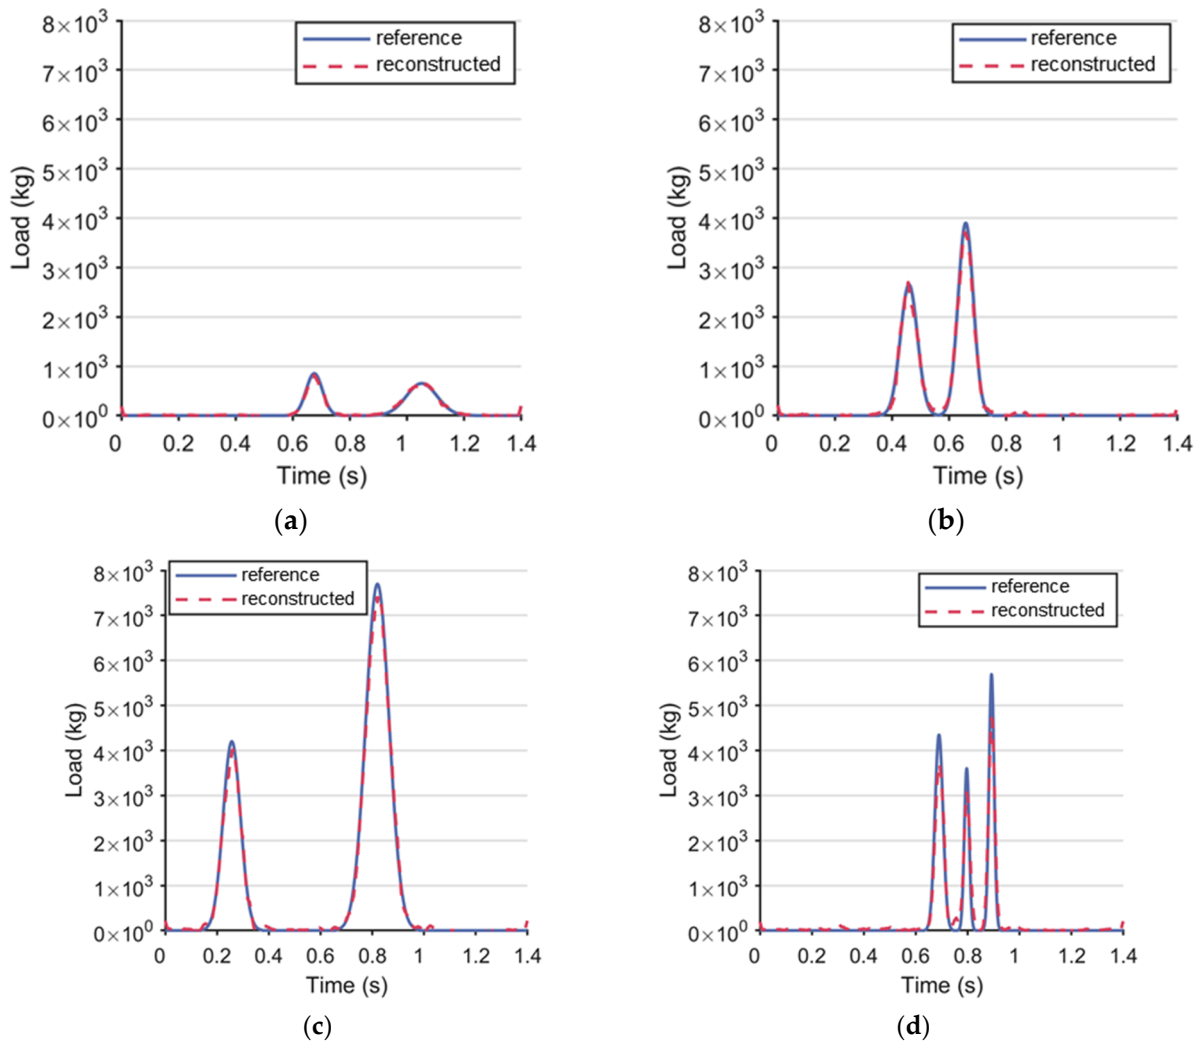 8×10³
7×10³
6×10³
5×10³
4×10³
3×10³
2×10³
1×10³
0×10⁰
Load (kg)
reference
reconstructed
0 0.2 0.4 0.6 0.8 1 1.2 1.4
Time (s)
(a)
8×10³
7×10³
6×10³
5×10³
4×10³
3×10³
2×10³
1×10³
0×10⁰
Load (kg)
reference
reconstructed
0 0.2 0.4 0.6 0.8 1 1.2 1.4
Time (s)
(b)
8×10³
7×10³
6×10³
5×10³
4×10³
3×10³
2×10³
1×10³
0×10⁰
Load (kg)
reference
reconstructed
0 0.2 0.4 0.6 0.8 1 1.2 1.4
Time (s)
(c)
8×10³
7×10³
6×10³
5×10³
4×10³
3×10³
2×10³
1×10³
0×10⁰
Load (kg)
reference
reconstructed
0 0.2 0.4 0.6 0.8 1 1.2 1.4
Time (s)
(d)